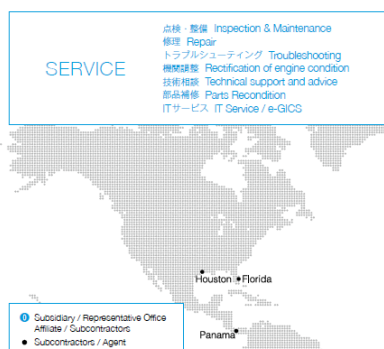 SERVICE
点検・整備 Inspection & Maintenance
修理 Repair
トラブルシューティング Troubleshooting
機関調整 Rectification of engine condition
技術相談 Technical support and advice
部品補修 Parts Recondition
ITサービス IT Service / e-GICS
Houston Florida
Panama
Subsidiary / Representative Office
Affiliate / Subcontractors
Subcontractors / Agent